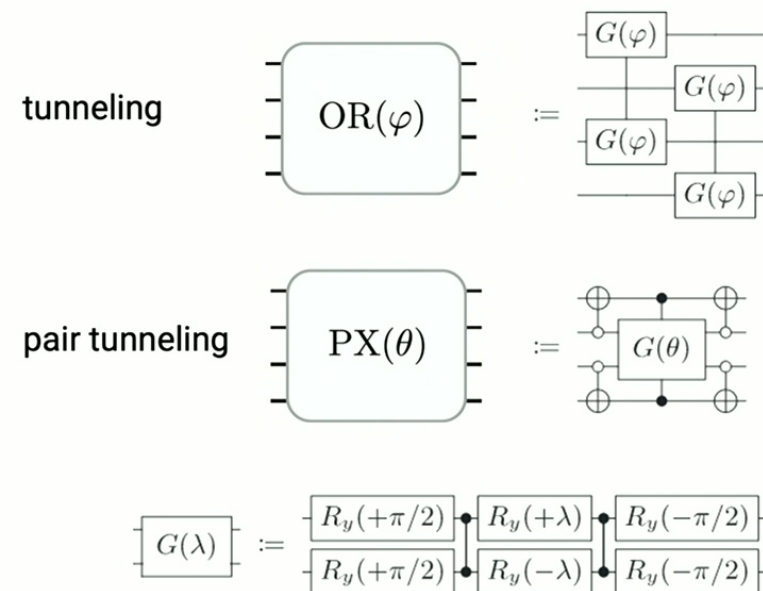 G(φ)
tunneling OR(φ) := G(φ)
G(φ)
G(φ)
pair tunneling PX(θ) := G(θ)
R_y(+π/2) R_y(+λ) R_y(−π/2)
G(λ) :=
R_y(+π/2) R_y(−λ) R_y(−π/2)